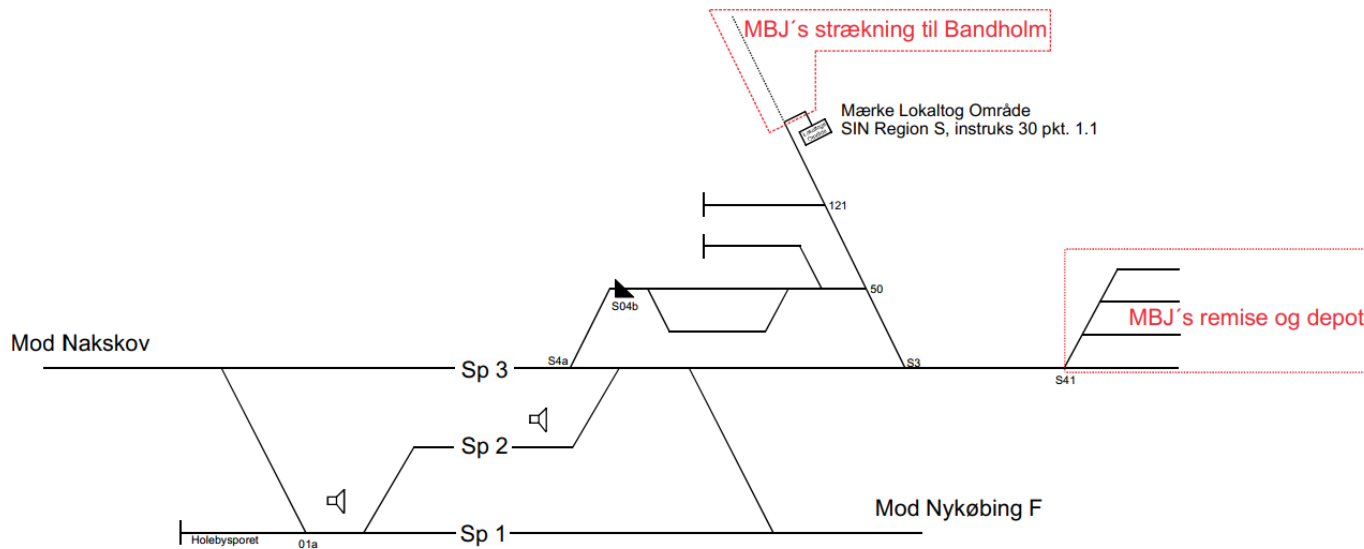 MBJ´s strækning til Bandholm
Mærke Lokaltog Område
SIN Region S, instruks 30 pkt. 1.1
121
50
S04b
MBJ´s remise og depot
Mod Nakskov
S4a
Sp 3
S3
S41
Sp 2
Mod Nykøbing F
Sp 1
Holebysporet
01a